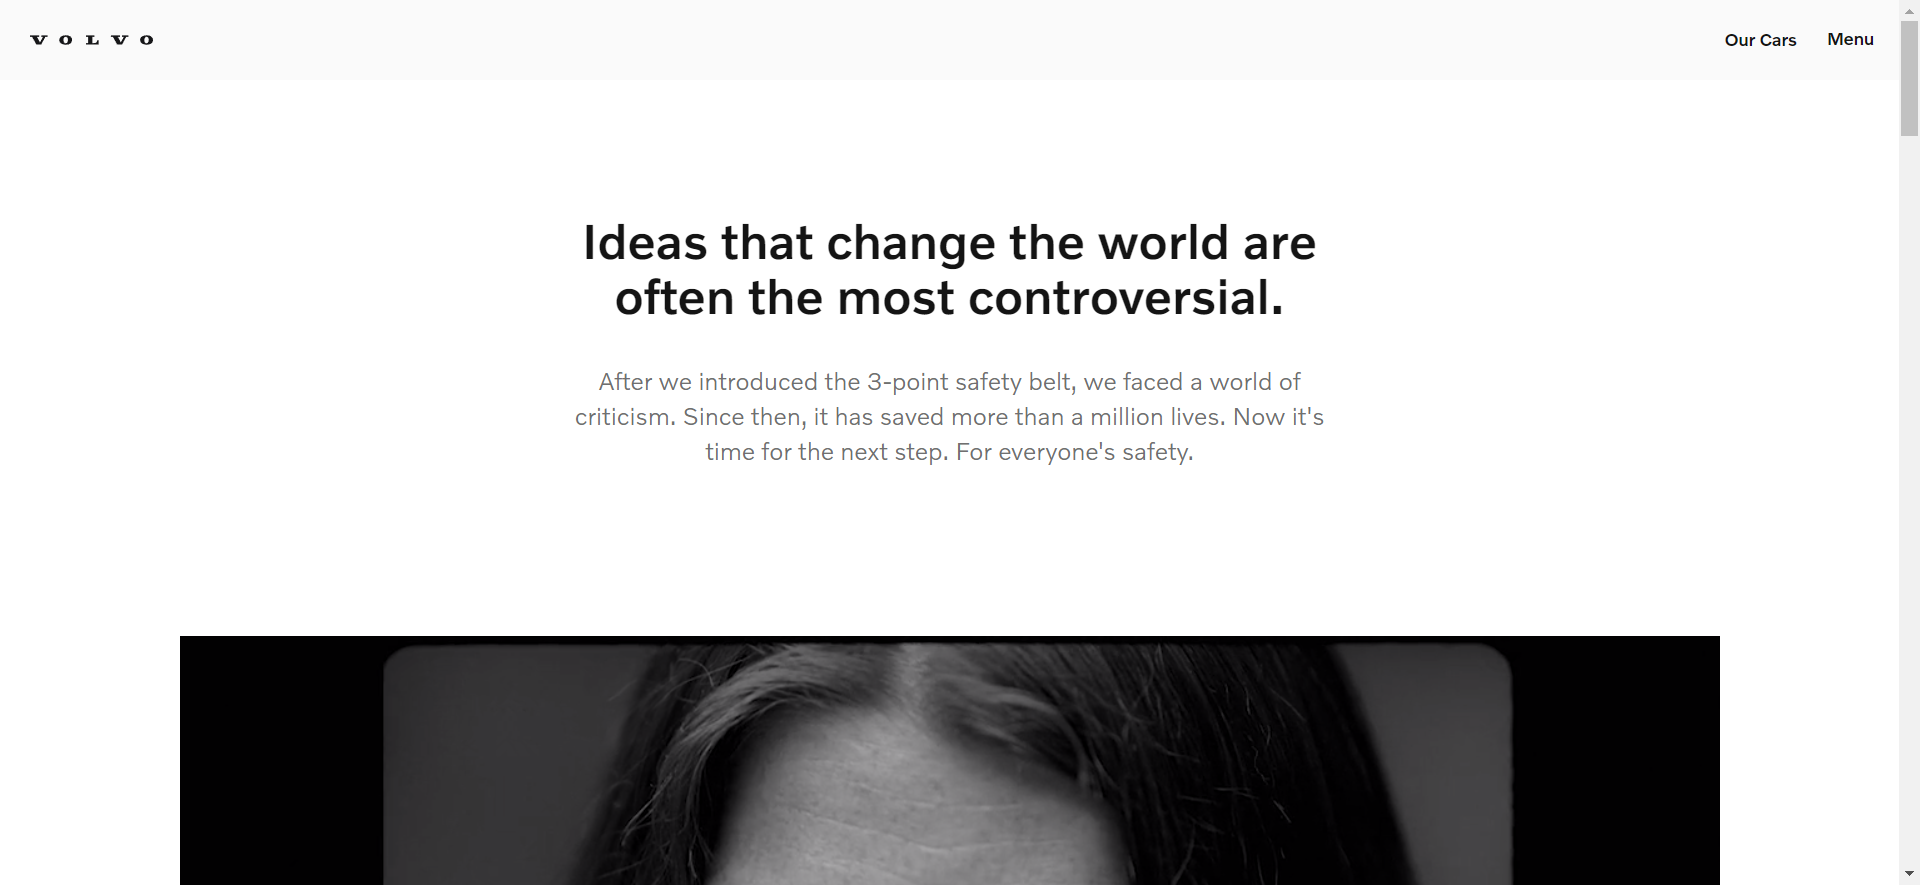 VOLVO
Our Cars
Menu
Ideas that change the world are
often the most controversial.
After we introduced the 3-point safety belt, we faced a world of
criticism. Since then, it has saved more than a million lives. Now it's
time for the next step. For everyone's safety.